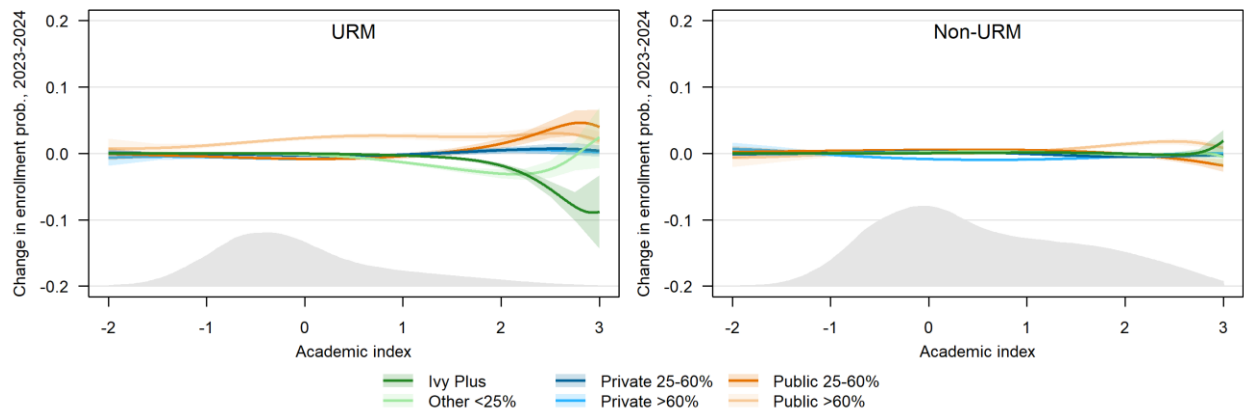 URM
Non-URM
Change in enrollment prob., 2023-2024
0.2
0.1
0.0
-0.1
-0.2
-2
-1
0
1
2
3
Academic index
Change in enrollment prob., 2023-2024
0.2
0.1
0.0
-0.1
-0.2
-2
-1
0
1
2
3
Academic index
Ivy Plus
Private 25-60%
Public 25-60%
Other <25%
Private >60%
Public >60%